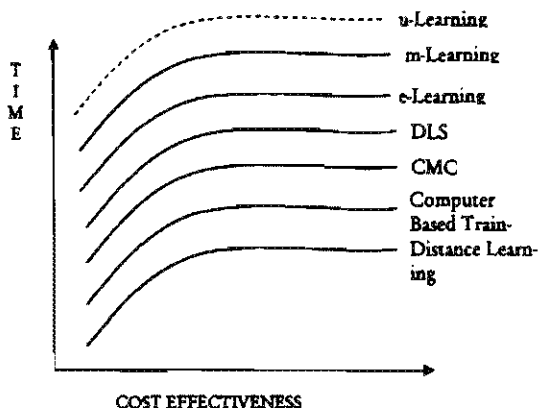 u-Learning
m-Learning
T
I
M
E
e-Learning
DLS
CMC
Computer
Based Train-
Distance Learn-
ing
COST EFFECTIVENESS